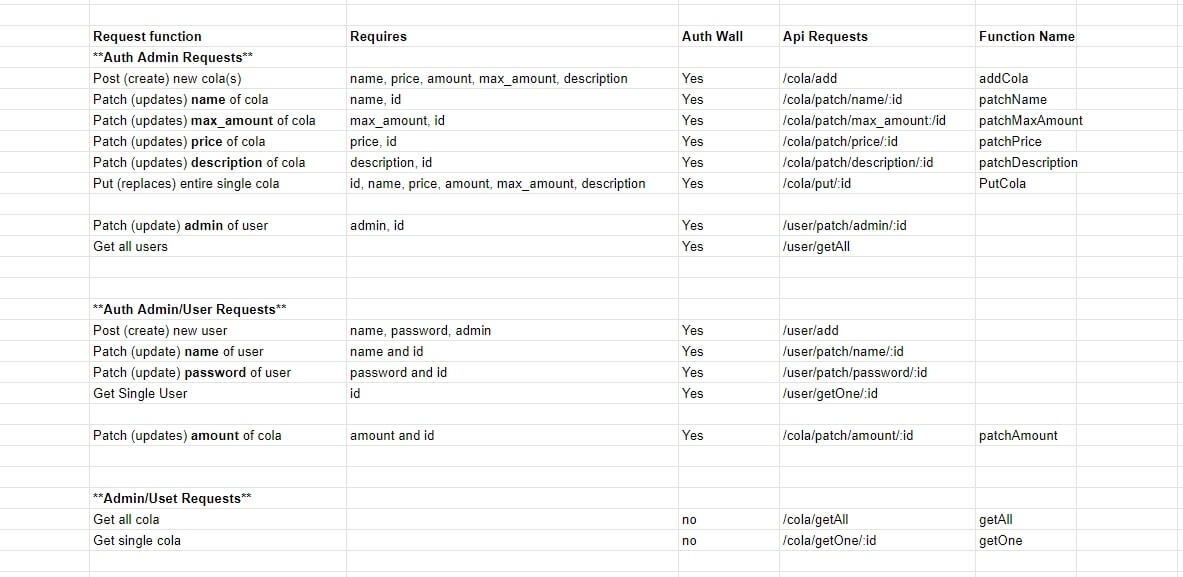 Request function Requires Auth Wall Api Requests Function Name
**Auth Admin Requests**
Post (create) new cola(s) name, price, amount, max_amount, description Yes /cola/add addCola
Patch (updates) name of cola name, id Yes /cola/patch/name/:id patchName
Patch (updates) max_amount of cola max_amount, id Yes /cola/patch/max_amount:/id patchMaxAmount
Patch (updates) price of cola price, id Yes /cola/patch/price/:id patchPrice
Patch (updates) description of cola description, id Yes /cola/patch/description/:id patchDescription
Put (replaces) entire single cola id, name, price, amount, max_amount, description Yes /cola/put/:id PutCola
Patch (update) admin of user admin, id Yes /user/patch/admin/:id
Get all users Yes /user/getAll
**Auth Admin/User Requests**
Post (create) new user name, password, admin Yes /user/add
Patch (update) name of user name and id Yes /user/patch/name/:id
Patch (update) password of user password and id Yes /user/patch/password/:id
Get Single User id Yes /user/getOne/:id
Patch (updates) amount of cola amount and id Yes /cola/patch/amount/:id patchAmount
**Admin/Uset Requests**
Get all cola no /cola/getAll getAll
Get single cola no /cola/getOne/:id getOne